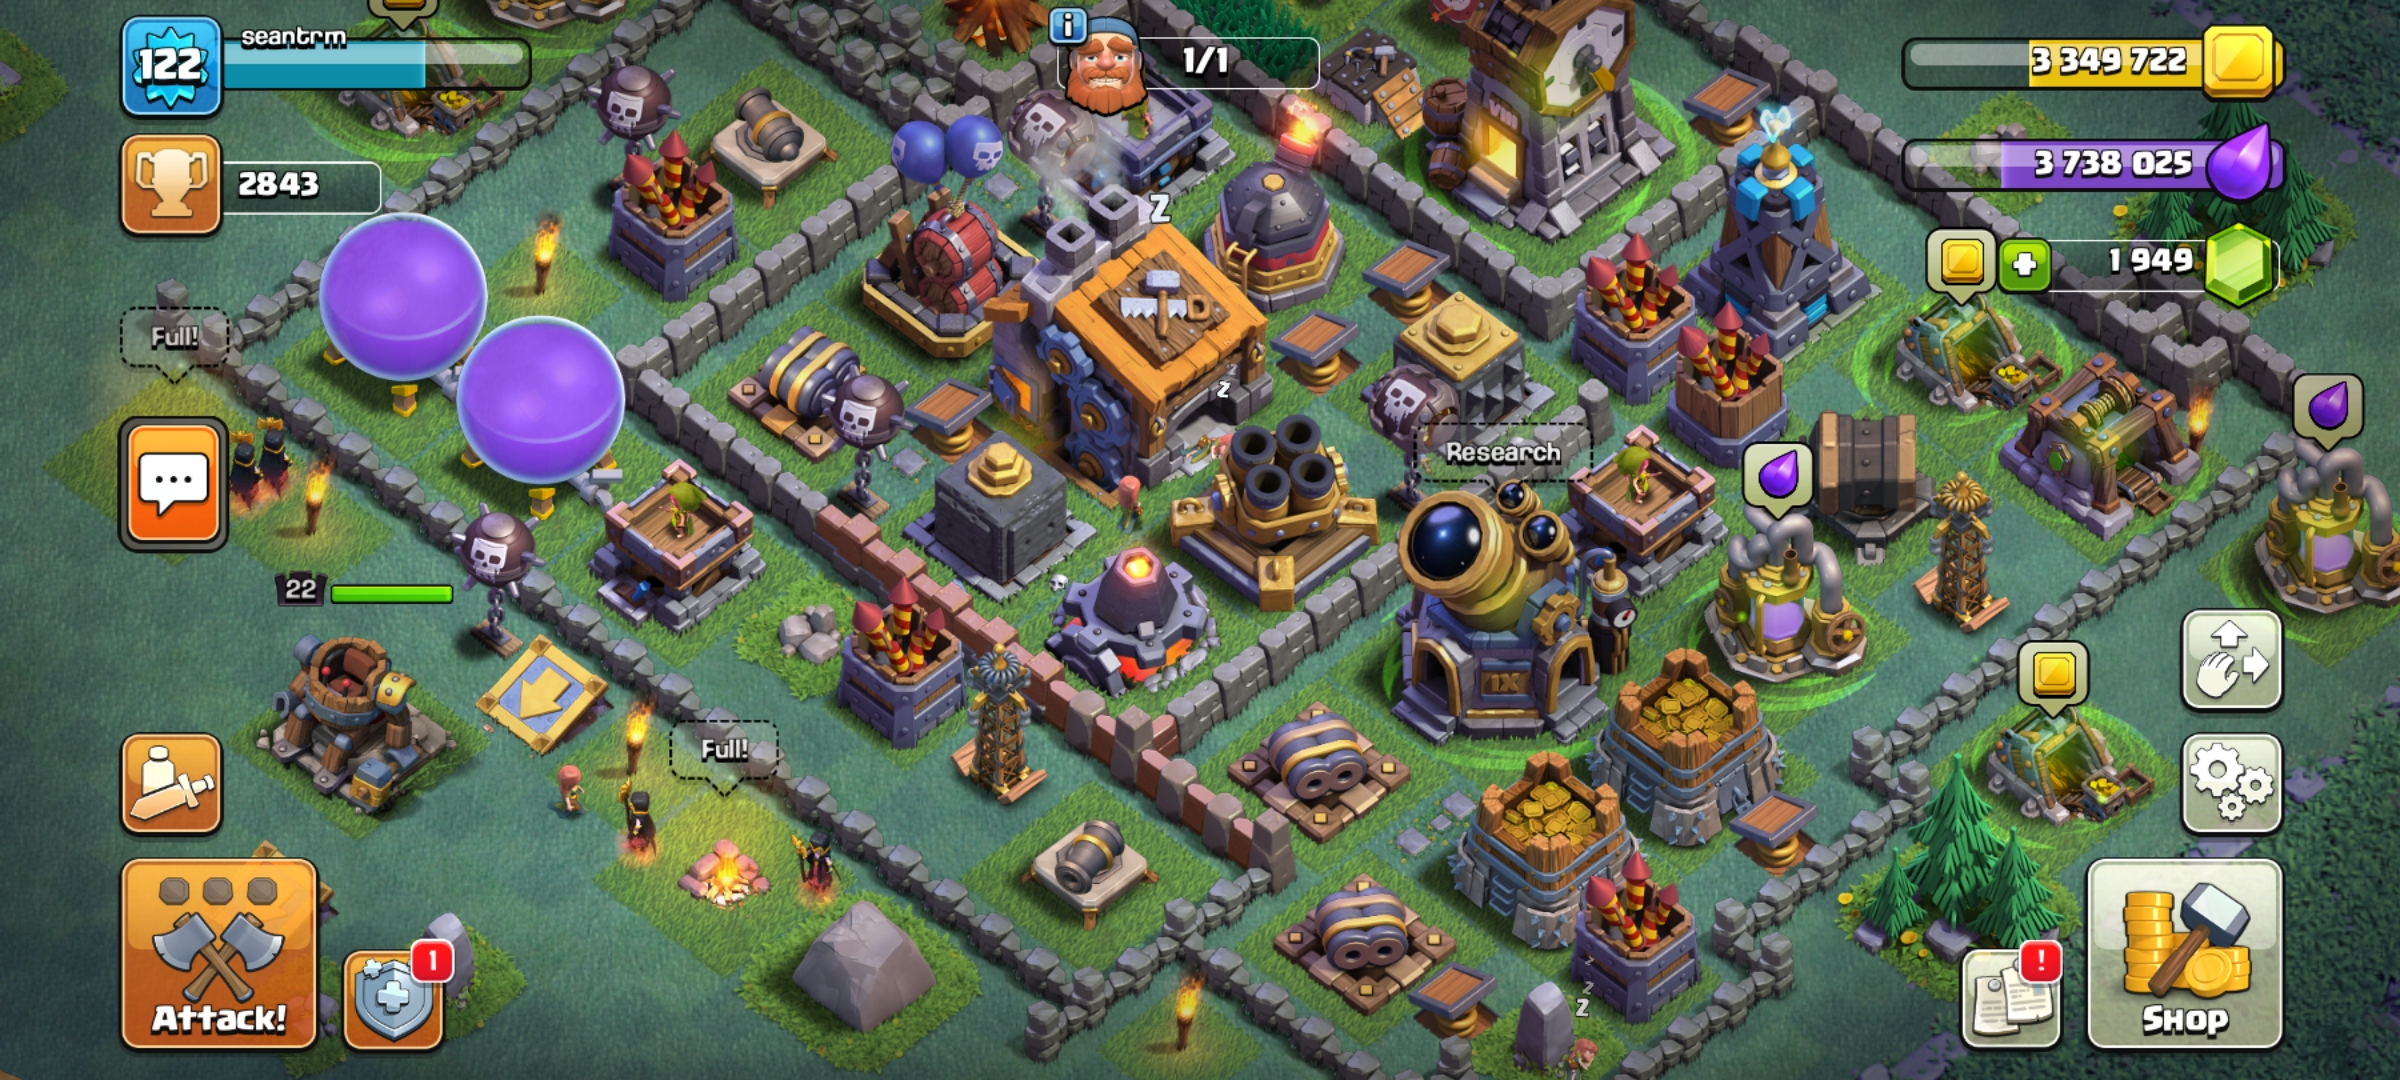 122
seantrm
1/1
3 349 722
2843
3 738 025
1 949
Full!
Research
22
Full!
VIII
IX
Attack!
1
!
Shop
Z
Z
Z
Z